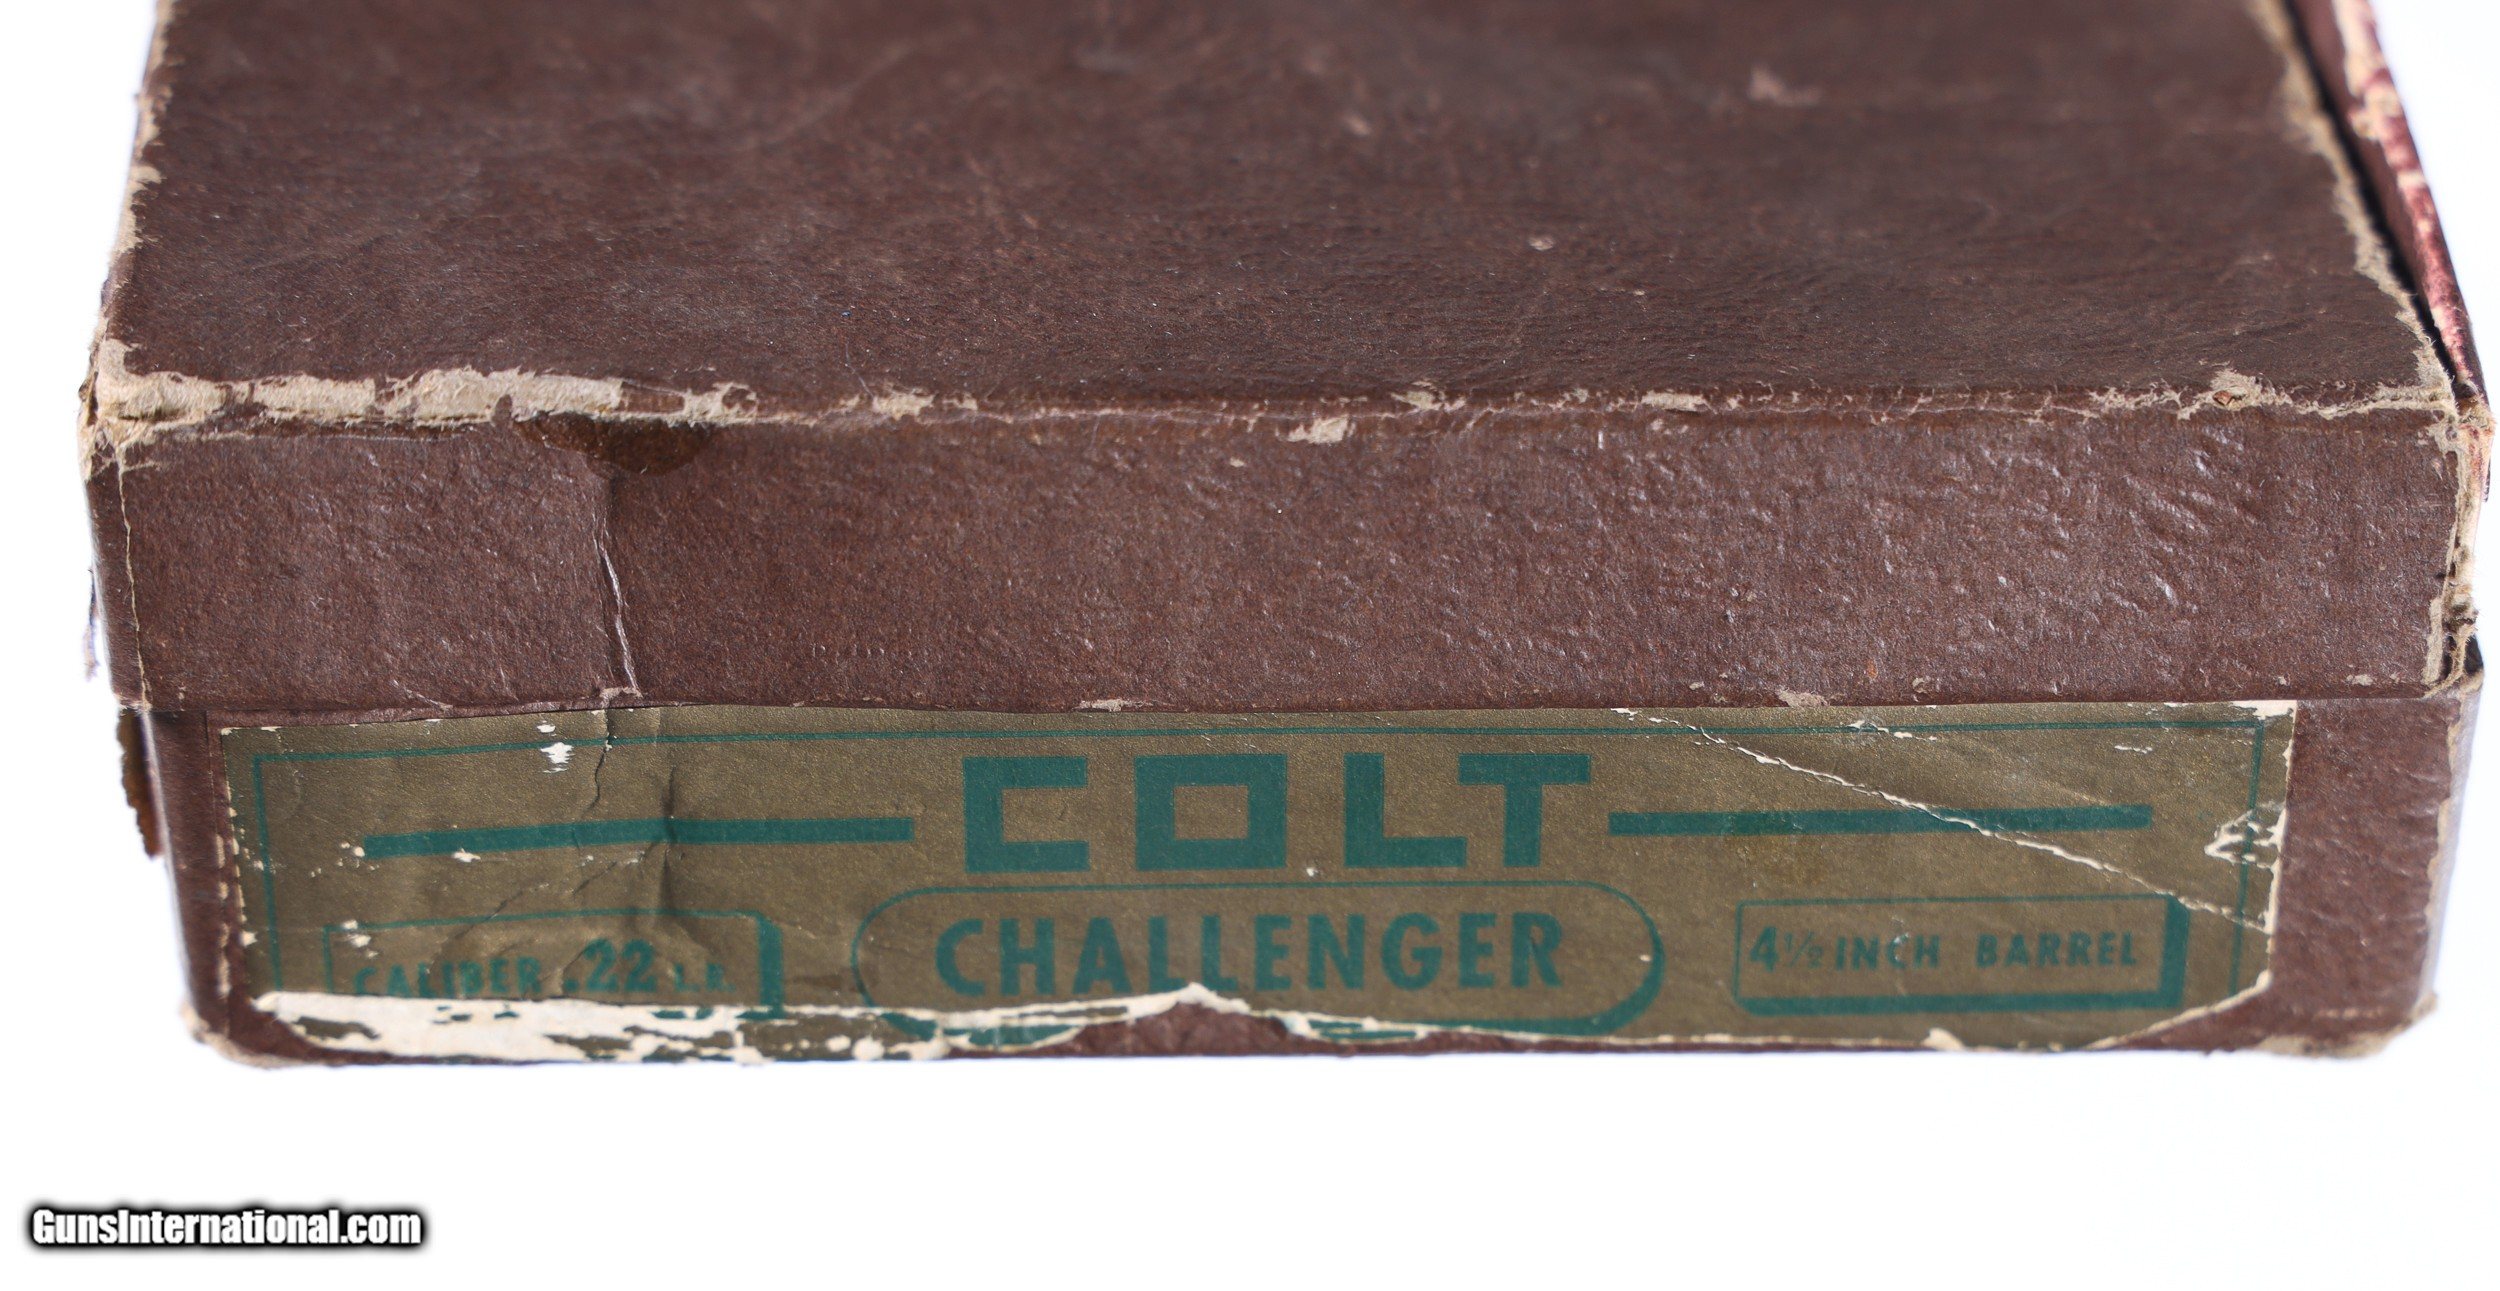 COLT
CALIBER .22 L.R.
CHALLENGER
4½ INCH BARREL
GunsInternational.com